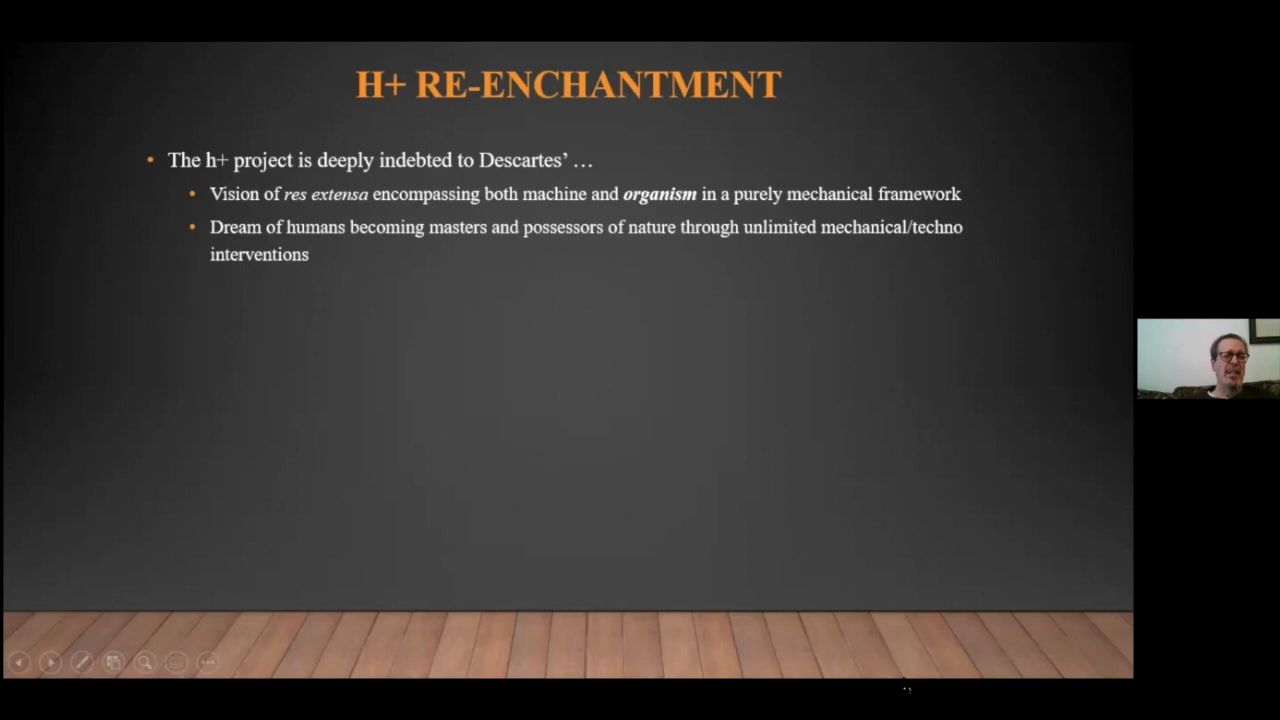 H+ RE-ENCHANTMENT
• The h+ project is deeply indebted to Descartes’ …
• Vision of res extensa encompassing both machine and organism in a purely mechanical framework
• Dream of humans becoming masters and possessors of nature through unlimited mechanical/techno
interventions